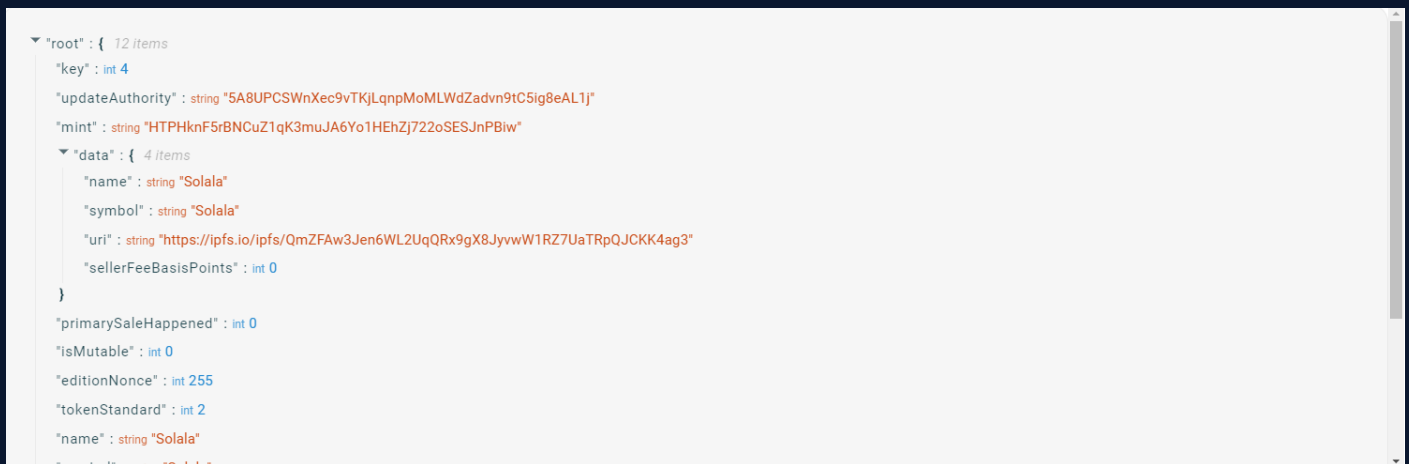 "root" : { 12 items
"key" : int 4
"updateAuthority" : string "5A8UPCSWnXec9vTKjLqnpMoMLWdZadvn9tC5ig8eAL1j"
"mint" : string "HTPHknF5rBNCuZ1qK3muJA6Yo1HEhZj722oSESJnPBiw"
"data" : { 4 items
"name" : string "Solala"
"symbol" : string "Solala"
"uri" : string "https://ipfs.io/ipfs/QmZFAw3Jen6WL2UqQRx9gX8JyvwW1RZ7UaTRpQJCKK4ag3"
"sellerFeeBasisPoints" : int 0
}
"primarySaleHappened" : int 0
"isMutable" : int 0
"editionNonce" : int 255
"tokenStandard" : int 2
"name" : string "Solala"